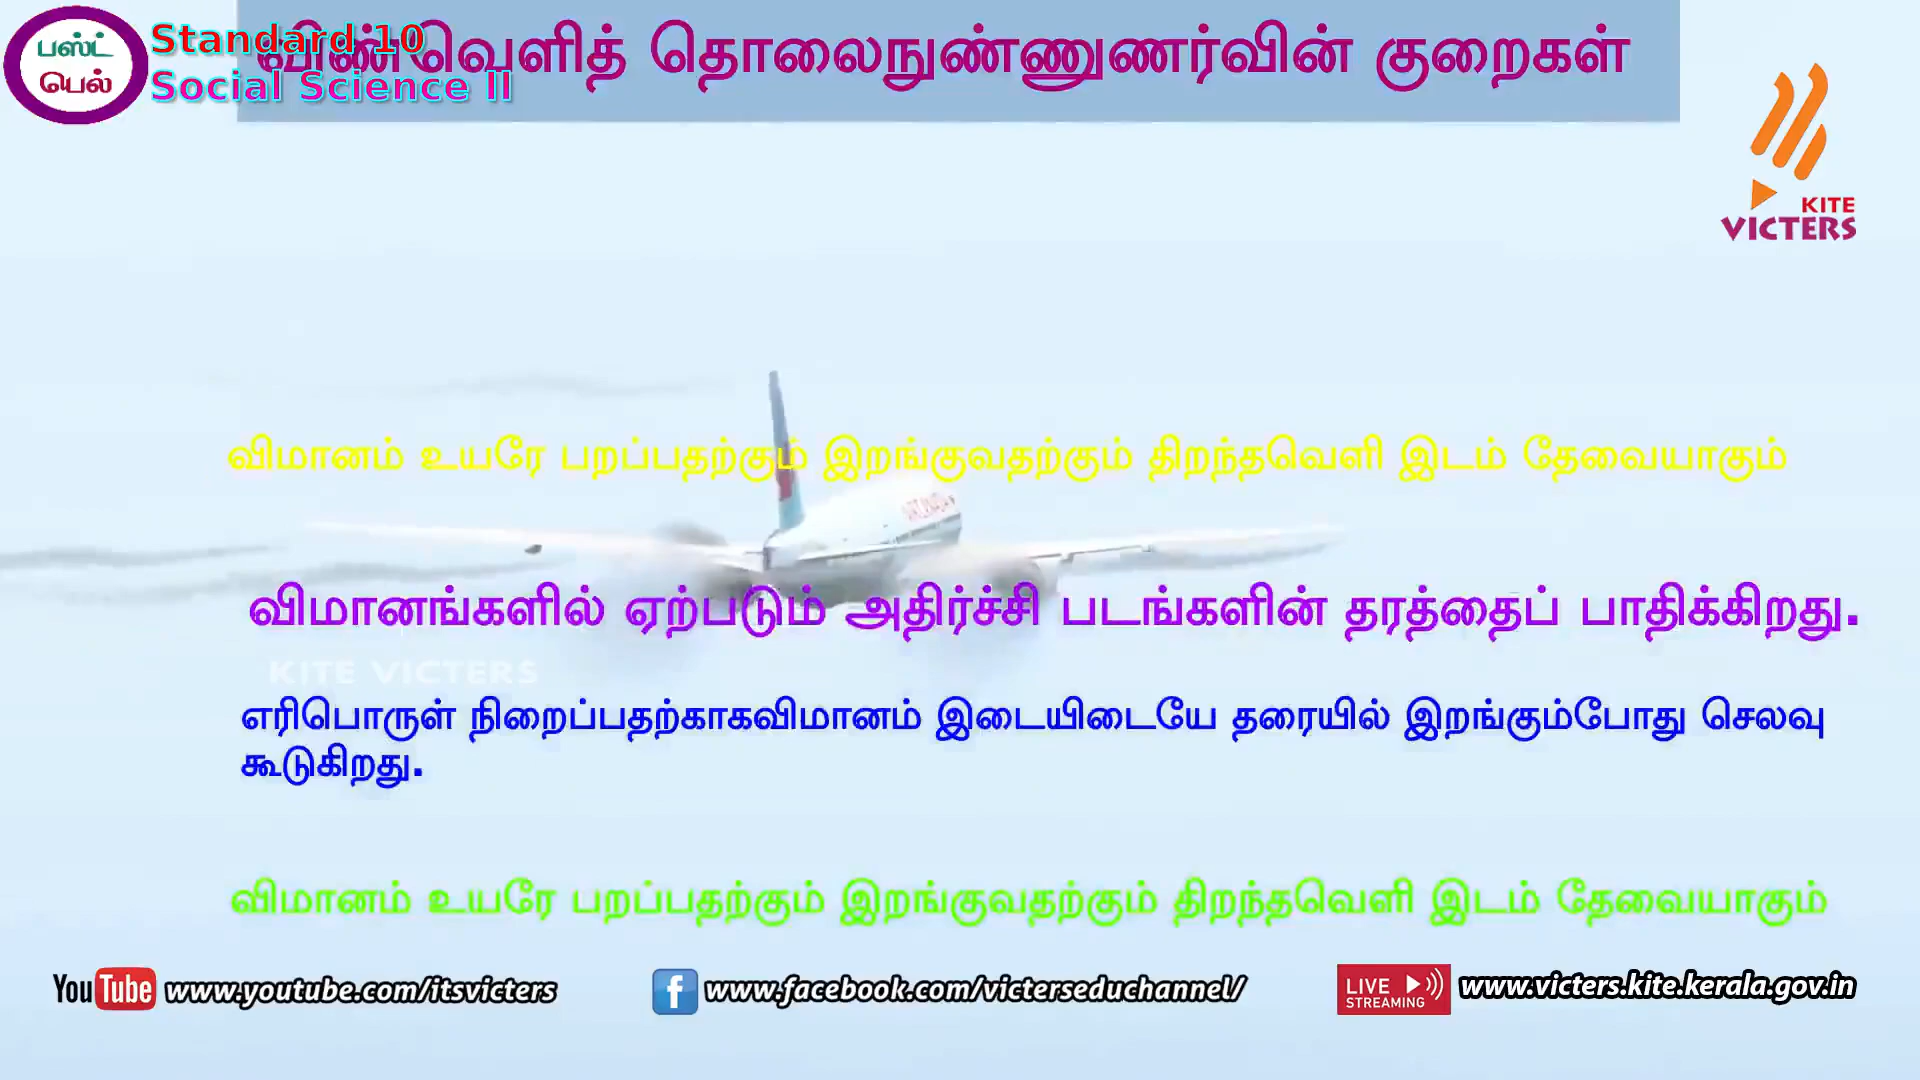 பஸ்ட்
பெல்
Standard 10
Social Science II
விண்வெளித் தொலைநுண்ணுணர்வின் குறைகள்
KITE
VICTERS
விமானம் உயரே பறப்பதற்கும் இறங்குவதற்கும் திறந்தவெளி இடம் தேவையாகும்
விமானங்களில் ஏற்படும் அதிர்ச்சி படங்களின் தரத்தைப் பாதிக்கிறது.
KITE VICTERS
எரிபொருள் நிறைப்பதற்காகவிமானம் இடையிடையே தரையில் இறங்கும்போது செலவு
கூடுகிறது.
விமானம் உயரே பறப்பதற்கும் இறங்குவதற்கும் திறந்தவெளி இடம் தேவையாகும்
YouTube www.youtube.com/itsvicters
f www.facebook.com/victerseduchannel/
LIVE STREAMING www.victers.kite.kerala.gov.in